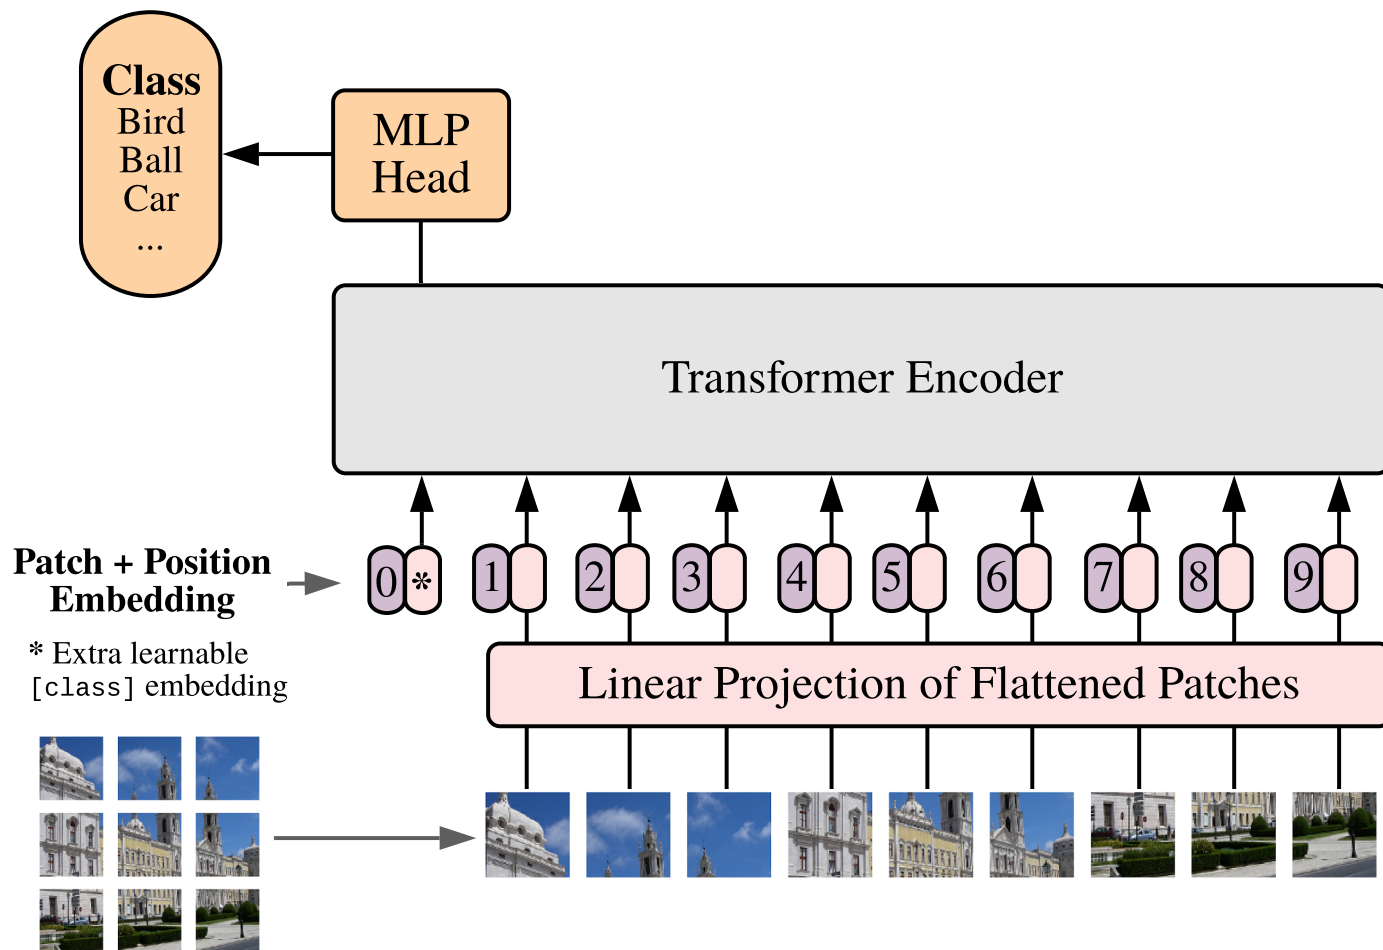 Class
Bird
Ball
Car
...
MLP
Head
Transformer Encoder
Patch + Position
Embedding
0 * 1 2 3 4 5 6 7 8 9
* Extra learnable
[class] embedding
Linear Projection of Flattened Patches